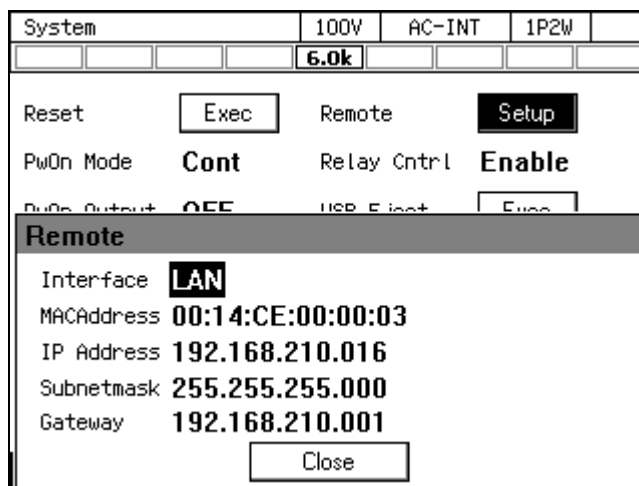 System 100V AC-INT 1P2W
6.0k
Reset Exec Remote Setup
PwOn Mode Cont Relay Cntrl Enable
Remote
Interface LAN
MACAddress 00:14:CE:00:00:03
IP Address 192.168.210.016
Subnetmask 255.255.255.000
Gateway 192.168.210.001
Close